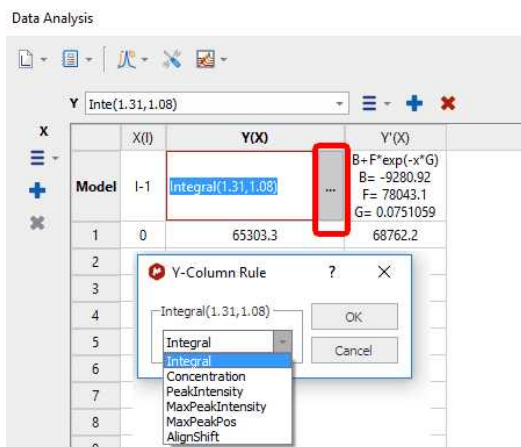 Data Analysis
Y Inte(1.31,1.08)
X
X(I) Y(X) Y'(X)
Model I-1 Integral(1.31,1.08) ... B+F*exp(-x*G)
B= -9280.92
F= 78043.1
G= 0.0751059
1 0 65303.3 68762.2
2
3
4
5
6
7
8
Y-Column Rule ? X
Integral(1.31,1.08)
Integral
OK
Cancel
Integral
Concentration
PeakIntensity
MaxPeakIntensity
MaxPeakPos
AlignShift